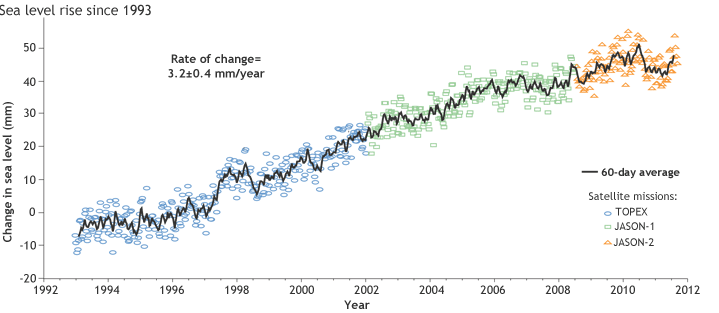 Sea level rise since 1993
Rate of change=
3.2±0.4 mm/year
Change in sea level (mm)
50
40
30
20
10
0
-10
-20
60-day average
Satellite missions:
TOPEX
JASON-1
JASON-2
1992 1994 1996 1998 2000 2002 2004 2006 2008 2010 2012
Year